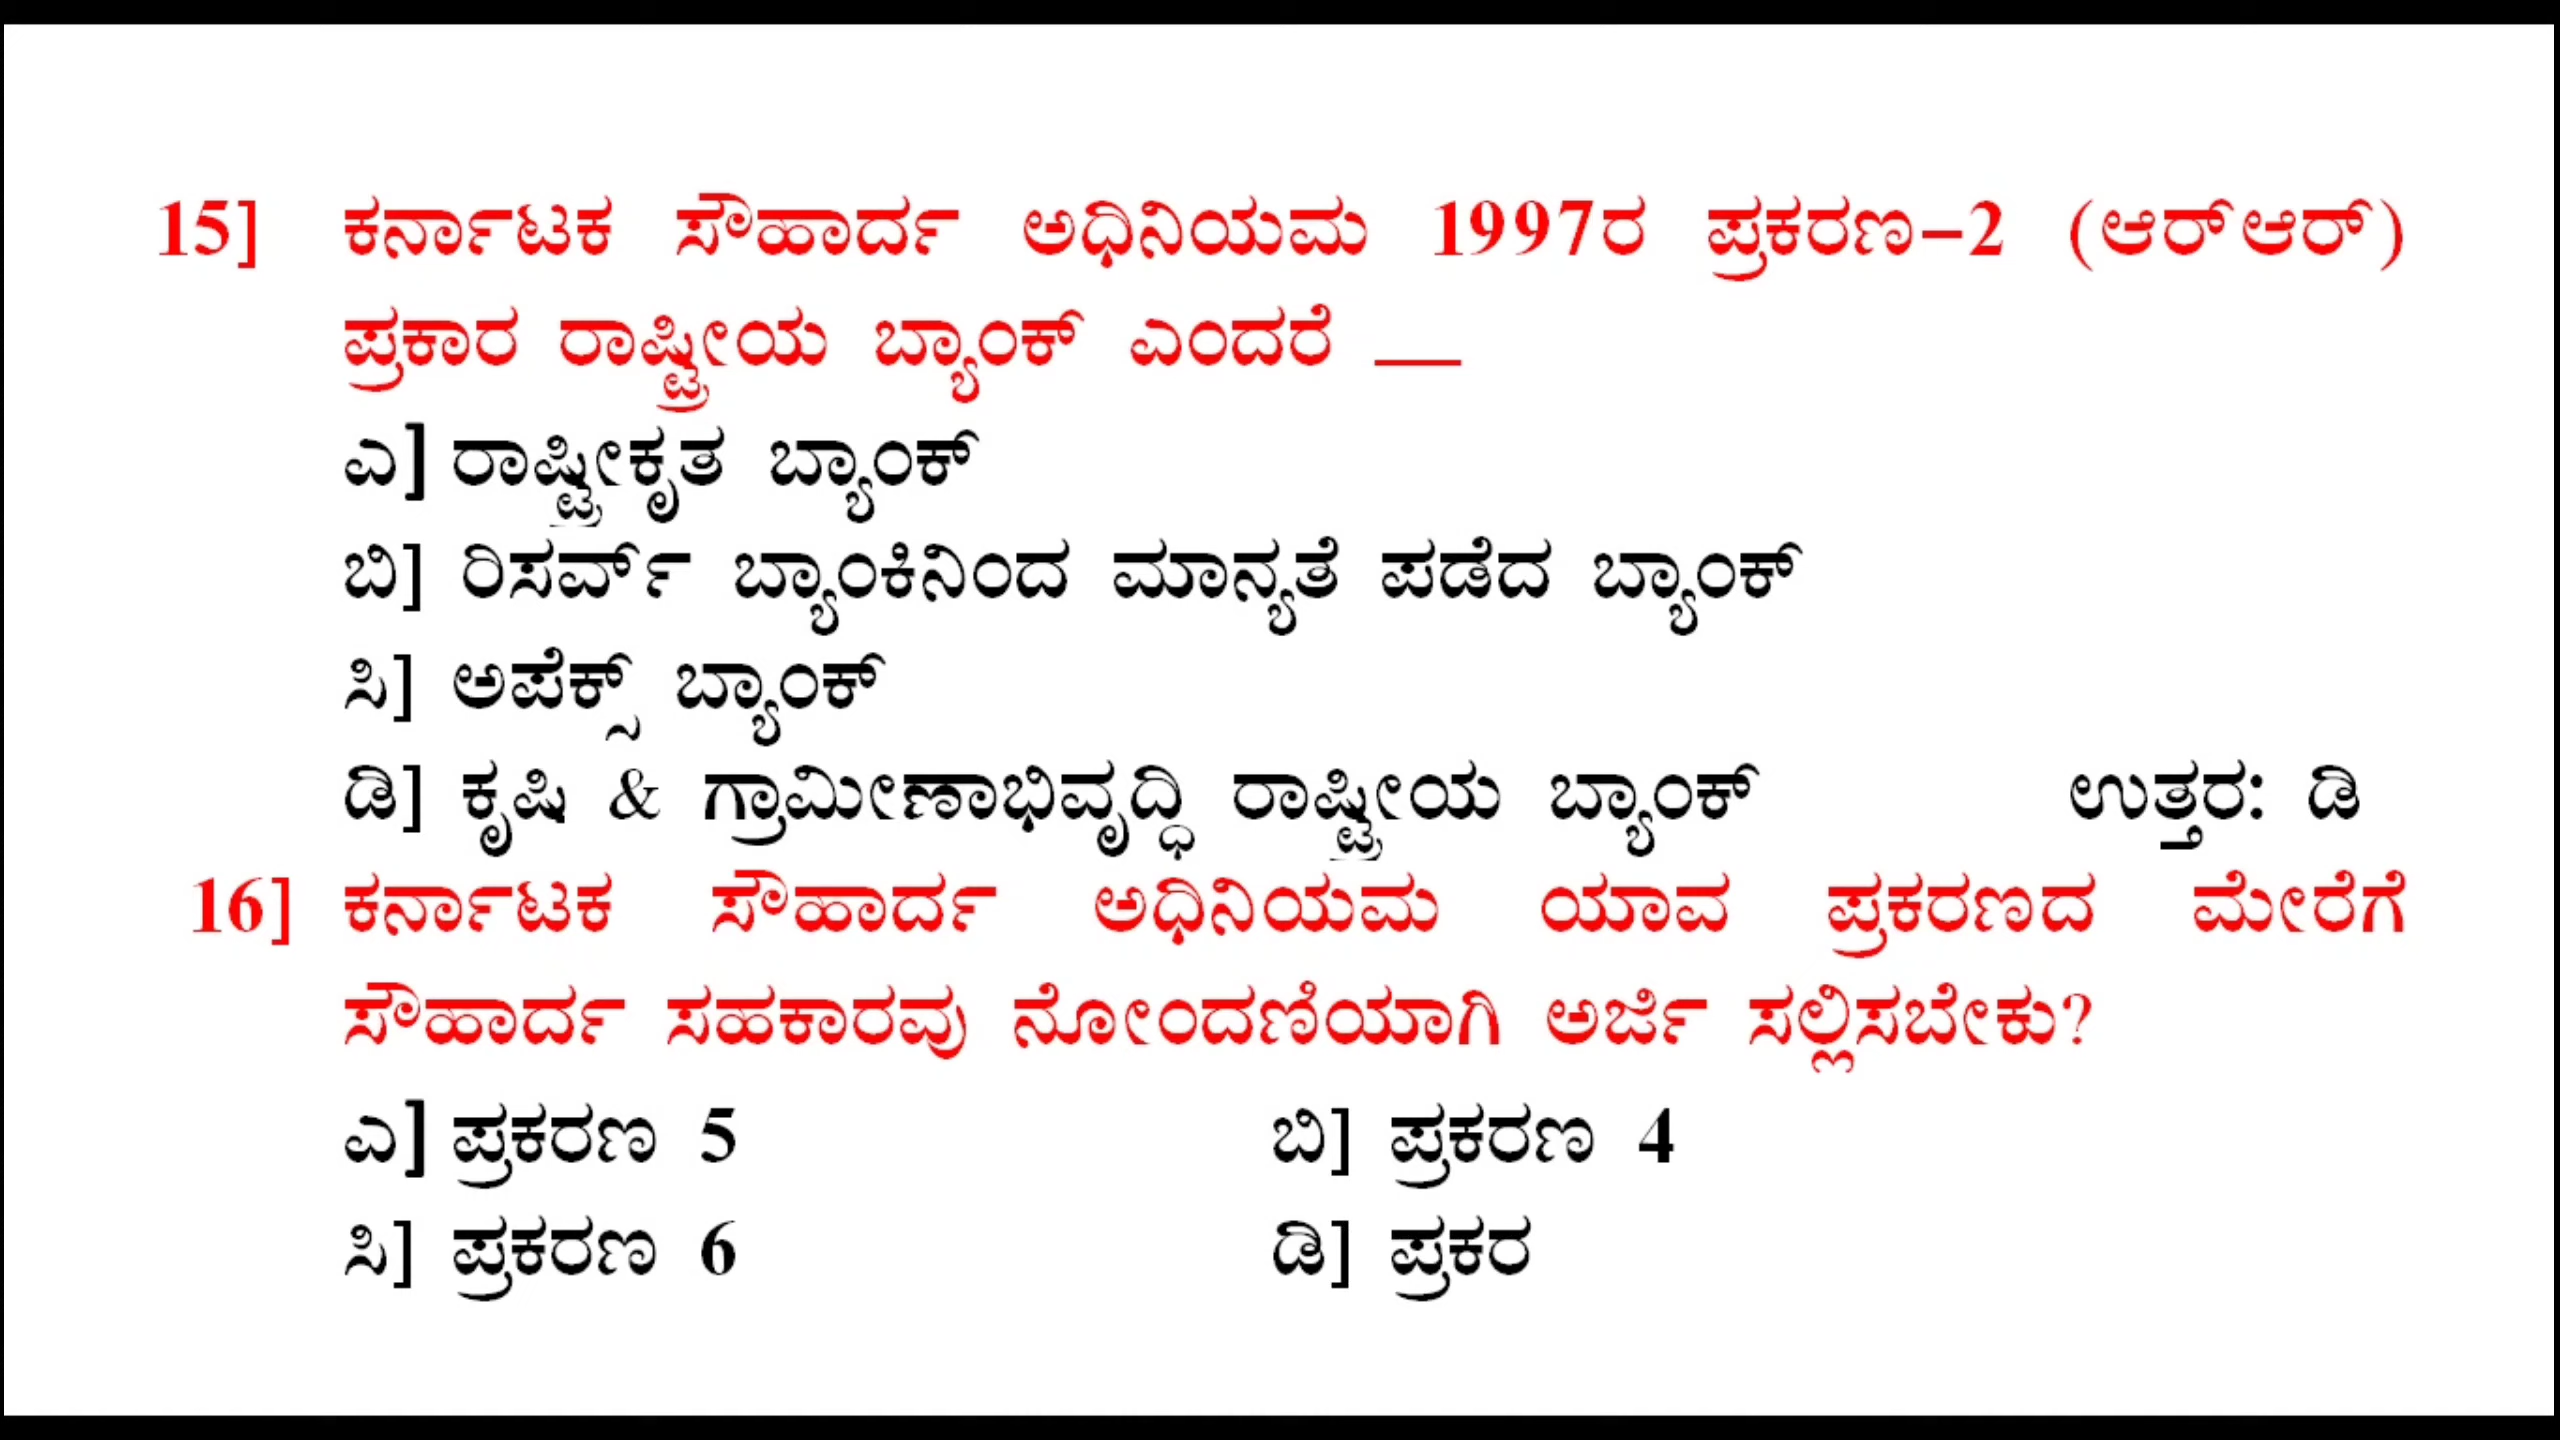 15] ಕರ್ನಾಟಕ ಸೌಹಾರ್ದ ಅಧಿನಿಯಮ 1997ರ ಪ್ರಕರಣ-2 (ಆರ್‌ಆರ್)
ಪ್ರಕಾರ ರಾಷ್ಟ್ರೀಯ ಬ್ಯಾಂಕ್ ಎಂದರೆ __
ಎ] ರಾಷ್ಟ್ರೀಕೃತ ಬ್ಯಾಂಕ್
ಬಿ] ರಿಸರ್ವ್ ಬ್ಯಾಂಕಿನಿಂದ ಮಾನ್ಯತೆ ಪಡೆದ ಬ್ಯಾಂಕ್
ಸಿ] ಅಪೆಕ್ಸ್ ಬ್ಯಾಂಕ್
ಡಿ] ಕೃಷಿ & ಗ್ರಾಮೀಣಾಭಿವೃದ್ಧಿ ರಾಷ್ಟ್ರೀಯ ಬ್ಯಾಂಕ್ ಉತ್ತರ: ಡಿ
16] ಕರ್ನಾಟಕ ಸೌಹಾರ್ದ ಅಧಿನಿಯಮ ಯಾವ ಪ್ರಕರಣದ ಮೇರೆಗೆ
ಸೌಹಾರ್ದ ಸಹಕಾರವು ನೋಂದಣಿಯಾಗಿ ಅರ್ಜಿ ಸಲ್ಲಿಸಬೇಕು?
ಎ] ಪ್ರಕರಣ 5 ಬಿ] ಪ್ರಕರಣ 4
ಸಿ] ಪ್ರಕರಣ 6 ಡಿ] ಪ್ರಕರ